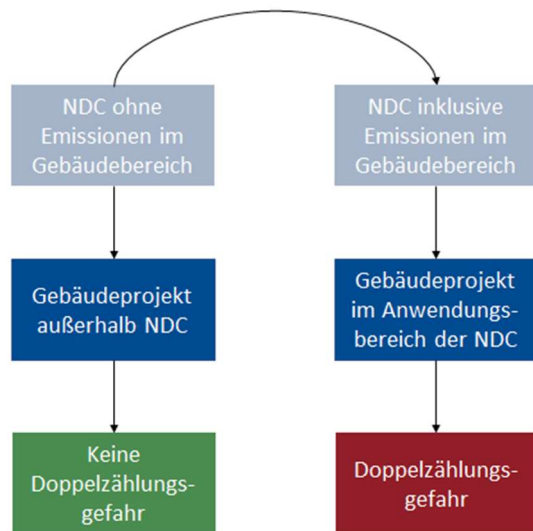 NDC ohne
Emissionen im
Gebäudebereich
NDC inklusive
Emissionen im
Gebäudebereich
Gebäudeprojekt
außerhalb NDC
Gebäudeprojekt
im Anwendungs-
bereich der NDC
Keine
Doppelzählungs-
gefahr
Doppelzählungs-
gefahr